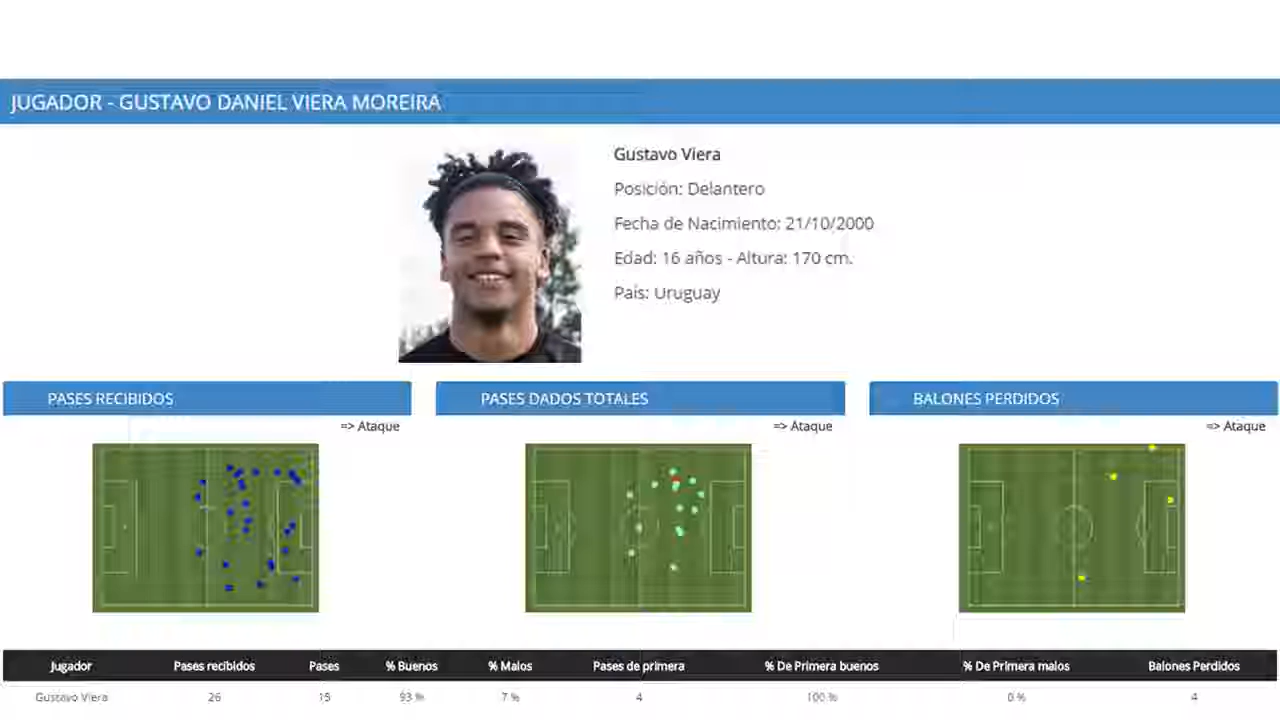 JUGADOR - GUSTAVO DANIEL VIERA MOREIRA
Gustavo Viera
Posición: Delantero
Fecha de Nacimiento: 21/10/2000
Edad: 16 años - Altura: 170 cm.
País: Uruguay
PASES RECIBIDOS PASES DADOS TOTALES BALONES PERDIDOS
=> Ataque => Ataque => Ataque
Jugador Pases recibidos Pases % Buenos % Malos Pases de primera % De Primera buenos % De Primera malos Balones Perdidos
Gustavo Viera 26 15 93 % 7 % 4 100 % 0 % 4